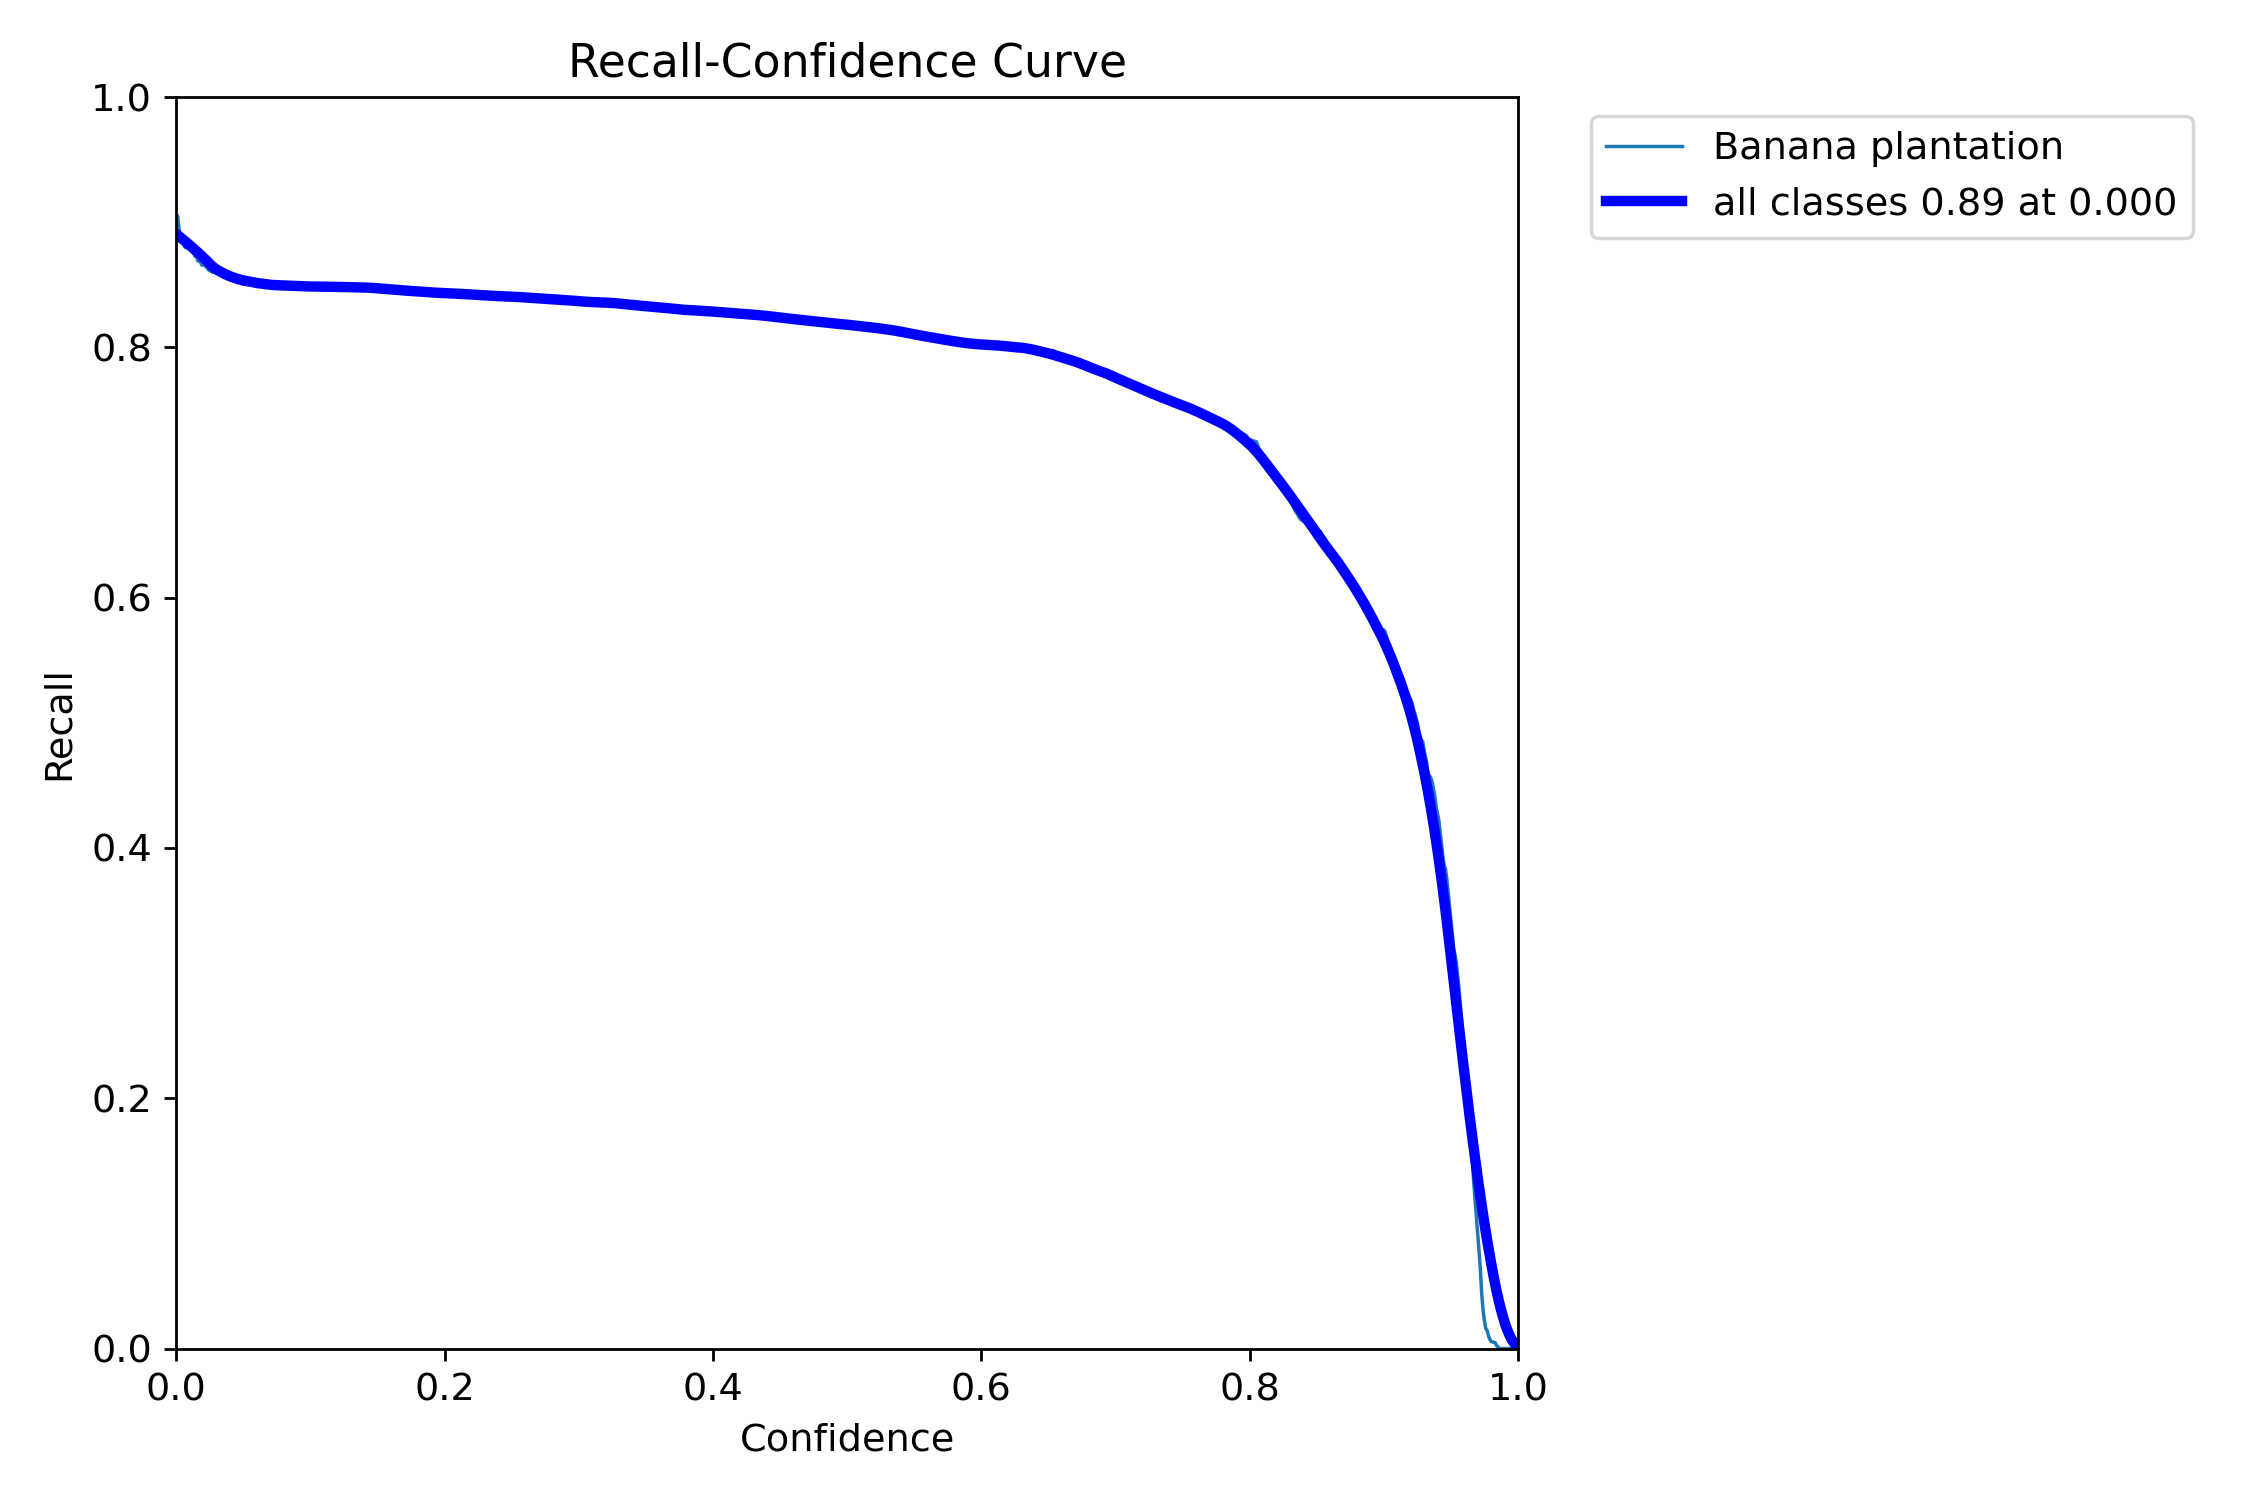 Recall-Confidence Curve
1.0
0.8
0.6
0.4
0.2
0.0
Recall
0.0 0.2 0.4 0.6 0.8 1.0
Confidence
Banana plantation
all classes 0.89 at 0.000